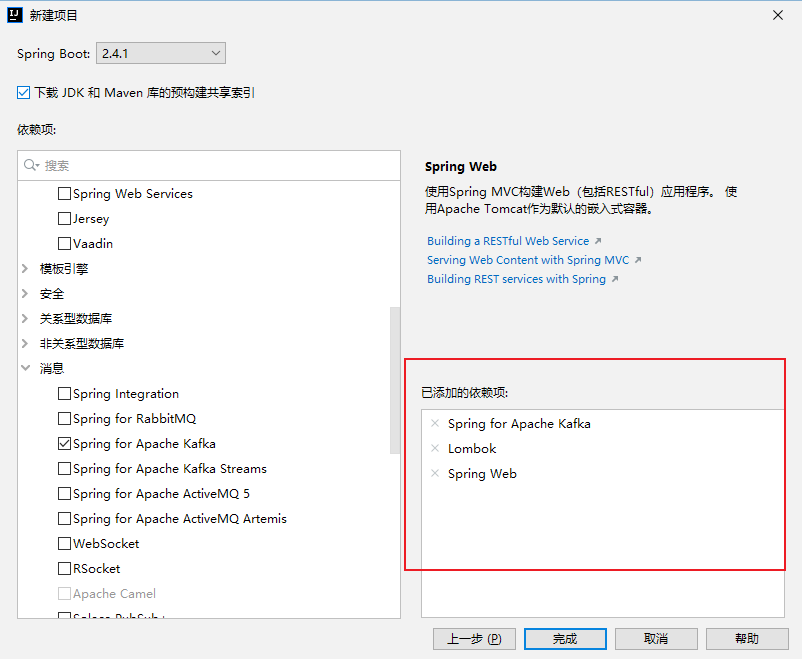 新建项目
Spring Boot: 2.4.1
下载 JDK 和 Maven 库的预构建共享索引
依赖项:
搜索
Spring Web Services
Jersey
Vaadin
模板引擎
安全
关系型数据库
非关系型数据库
消息
Spring Integration
Spring for RabbitMQ
Spring for Apache Kafka
Spring for Apache Kafka Streams
Spring for Apache ActiveMQ 5
Spring for Apache ActiveMQ Artemis
WebSocket
RSocket
Apache Camel
Spring Web
使用Spring MVC构建Web（包括RESTful）应用程序。 使
用Apache Tomcat作为默认的嵌入式容器。
Building a RESTful Web Service
Serving Web Content with Spring MVC
Building REST services with Spring
已添加的依赖项:
Spring for Apache Kafka
Lombok
Spring Web
上一步 (P) 完成 取消 帮助